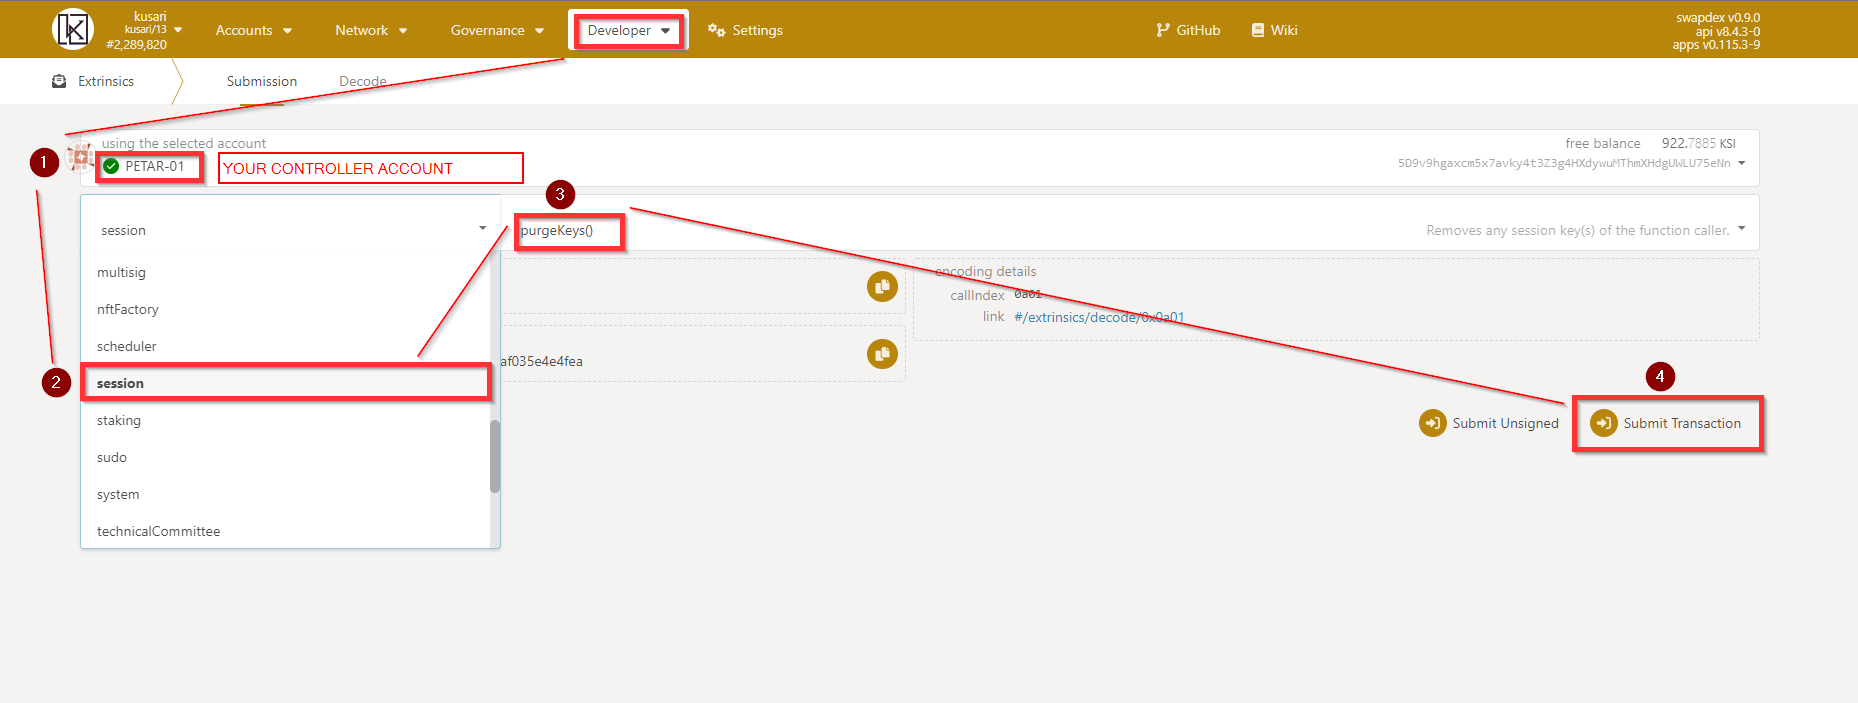 kusari
kusari/13
#2,289,820
Accounts
Network
Governance
Developer
Settings
GitHub
Wiki
swapdex v0.9.0
api v8.4.3-0
apps v0.115.3-9
Extrinsics
Submission
Decode
1
using the selected account
PETAR-01
YOUR CONTROLLER ACCOUNT
free balance 922.7885 KSI
5D9v9hgaxcm5x7avky4t3Z3g4HXdywuMThmXHdgUWLU75eNn
3
session
purgeKeys()
Removes any session key(s) of the function caller.
multisig
nftFactory
scheduler
2
session
staking
sudo
system
technicalCommittee
af035e4e4fea
encoding details
callIndex 0a01
link #/extrinsics/decode/0x0a01
4
Submit Unsigned
Submit Transaction